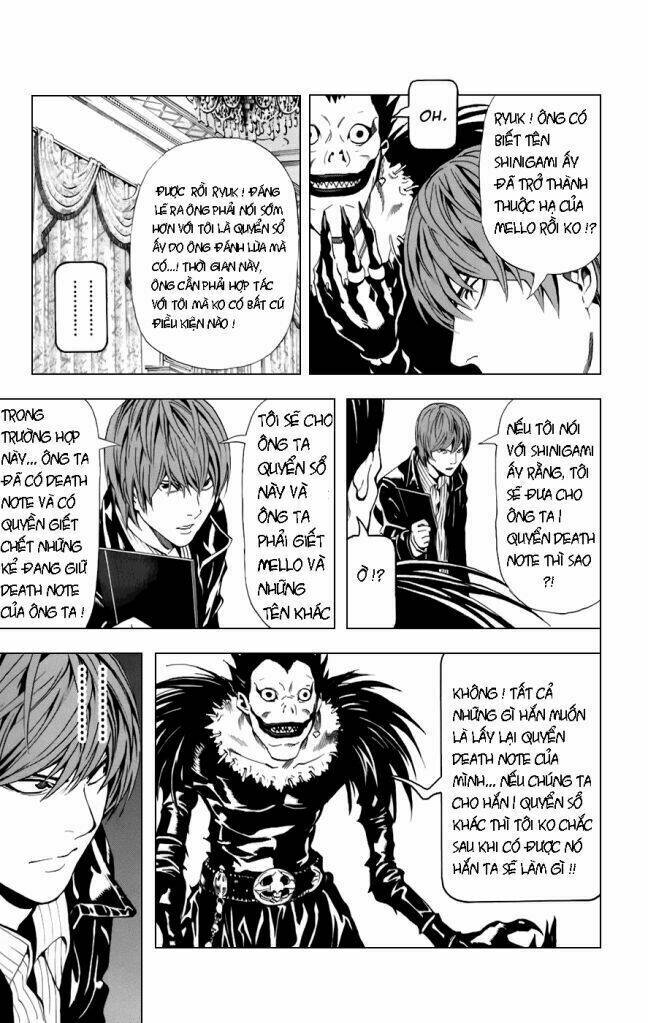 RYUK ! ÔNG CÓ
BIẾT TÊN
SHINIGAMI ẤY
ĐÃ TRỞ THÀNH
THUỘC HẠ CỦA
MELLO RỒI KO !?
OH.
ĐƯỢC RỒI RYUK ! ĐÁNG
LẼ RA ÔNG PHẢI NÓI SỚM
HƠN VỚI TÔI LÀ QUYỂN SỔ
ẤY DO ÔNG ĐÁNH LỪA MÀ
CÓ...! THỜI GIAN NÀY,
ÔNG CẦN PHẢI HỢP TÁC
VỚI TÔI MÀ KO CÓ BẤT CỨ
ĐIỀU KIỆN NÀO !
NẾU TÔI NÓI
VỚI SHINIGAMI
ẤY RẰNG, TÔI
SẼ ĐƯA CHO
ÔNG TA 1
QUYỂN DEATH
NOTE THÌ SAO
?!
Ờ !?
TÔI SẼ CHO
ÔNG TA
QUYỂN SỔ
NÀY VÀ
ÔNG TA
PHẢI GIẾT
MELLO VÀ
NHỮNG
TÊN KHÁC
TRONG
TRƯỜNG HỢP
NÀY... ÔNG TA
ĐÃ CÓ DEATH
NOTE VÀ CÓ
QUYỀN GIẾT
CHẾT NHỮNG
KẺ ĐANG GIỮ
DEATH NOTE
CỦA ÔNG TA !
KHÔNG ! TẤT CẢ
NHỮNG GÌ HẮN MUỐN
LÀ LẤY LẠI QUYỂN
DEATH NOTE CỦA
MÌNH... NẾU CHÚNG TA
CHO HẮN 1 QUYỂN SỔ
KHÁC THÌ TÔI KO CHẮC
SAU KHI CÓ ĐƯỢC NÓ
HẮN TA SẼ LÀM GÌ !!